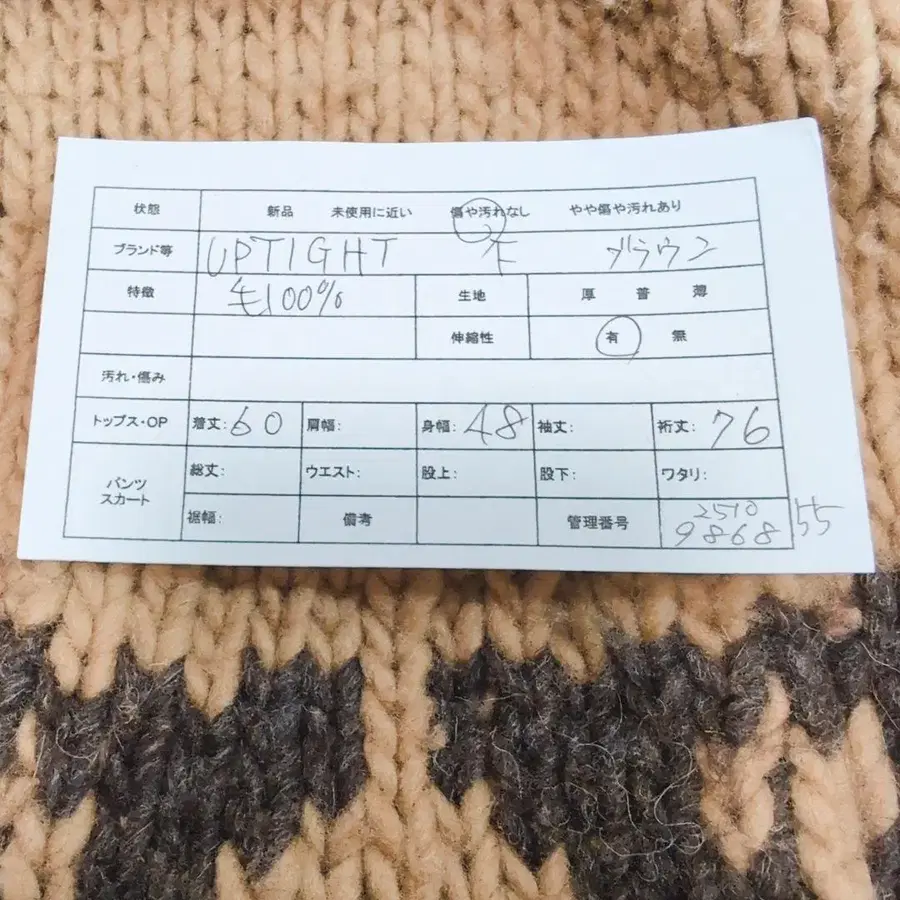 状態 新品 未使用に近い 傷や汚れなし やや傷や汚れあり
ブランド等 UPTIGHT ブラウン
特徴 毛100% 生地 厚 普 薄
伸縮性 有 無
汚れ・傷み
トップス・OP 着丈:60 肩幅: 身幅:48 袖丈: 裄丈:76
パンツ スカート 総丈: ウエスト: 股上: 股下: ワタリ:
裾幅: 備考 管理番号 2510 9868 55